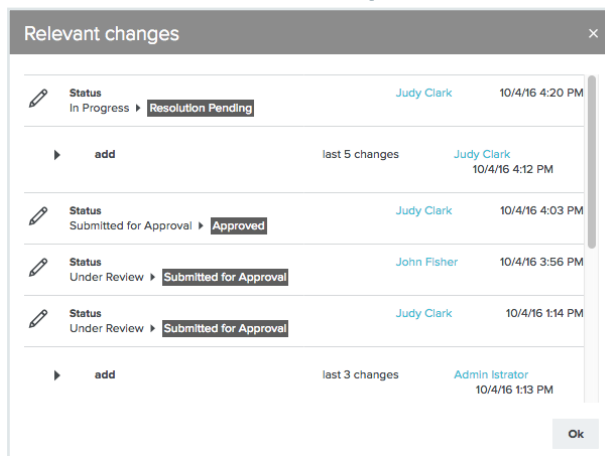 Relevant changes ×
Status Judy Clark 10/4/16 4:20 PM
In Progress Resolution Pending
add last 5 changes Judy Clark
10/4/16 4:12 PM
Status Judy Clark 10/4/16 4:03 PM
Submitted for Approval Approved
Status John Fisher 10/4/16 3:56 PM
Under Review Submitted for Approval
Status Judy Clark 10/4/16 1:14 PM
Under Review Submitted for Approval
add last 3 changes Admin Istrator
10/4/16 1:13 PM
Ok